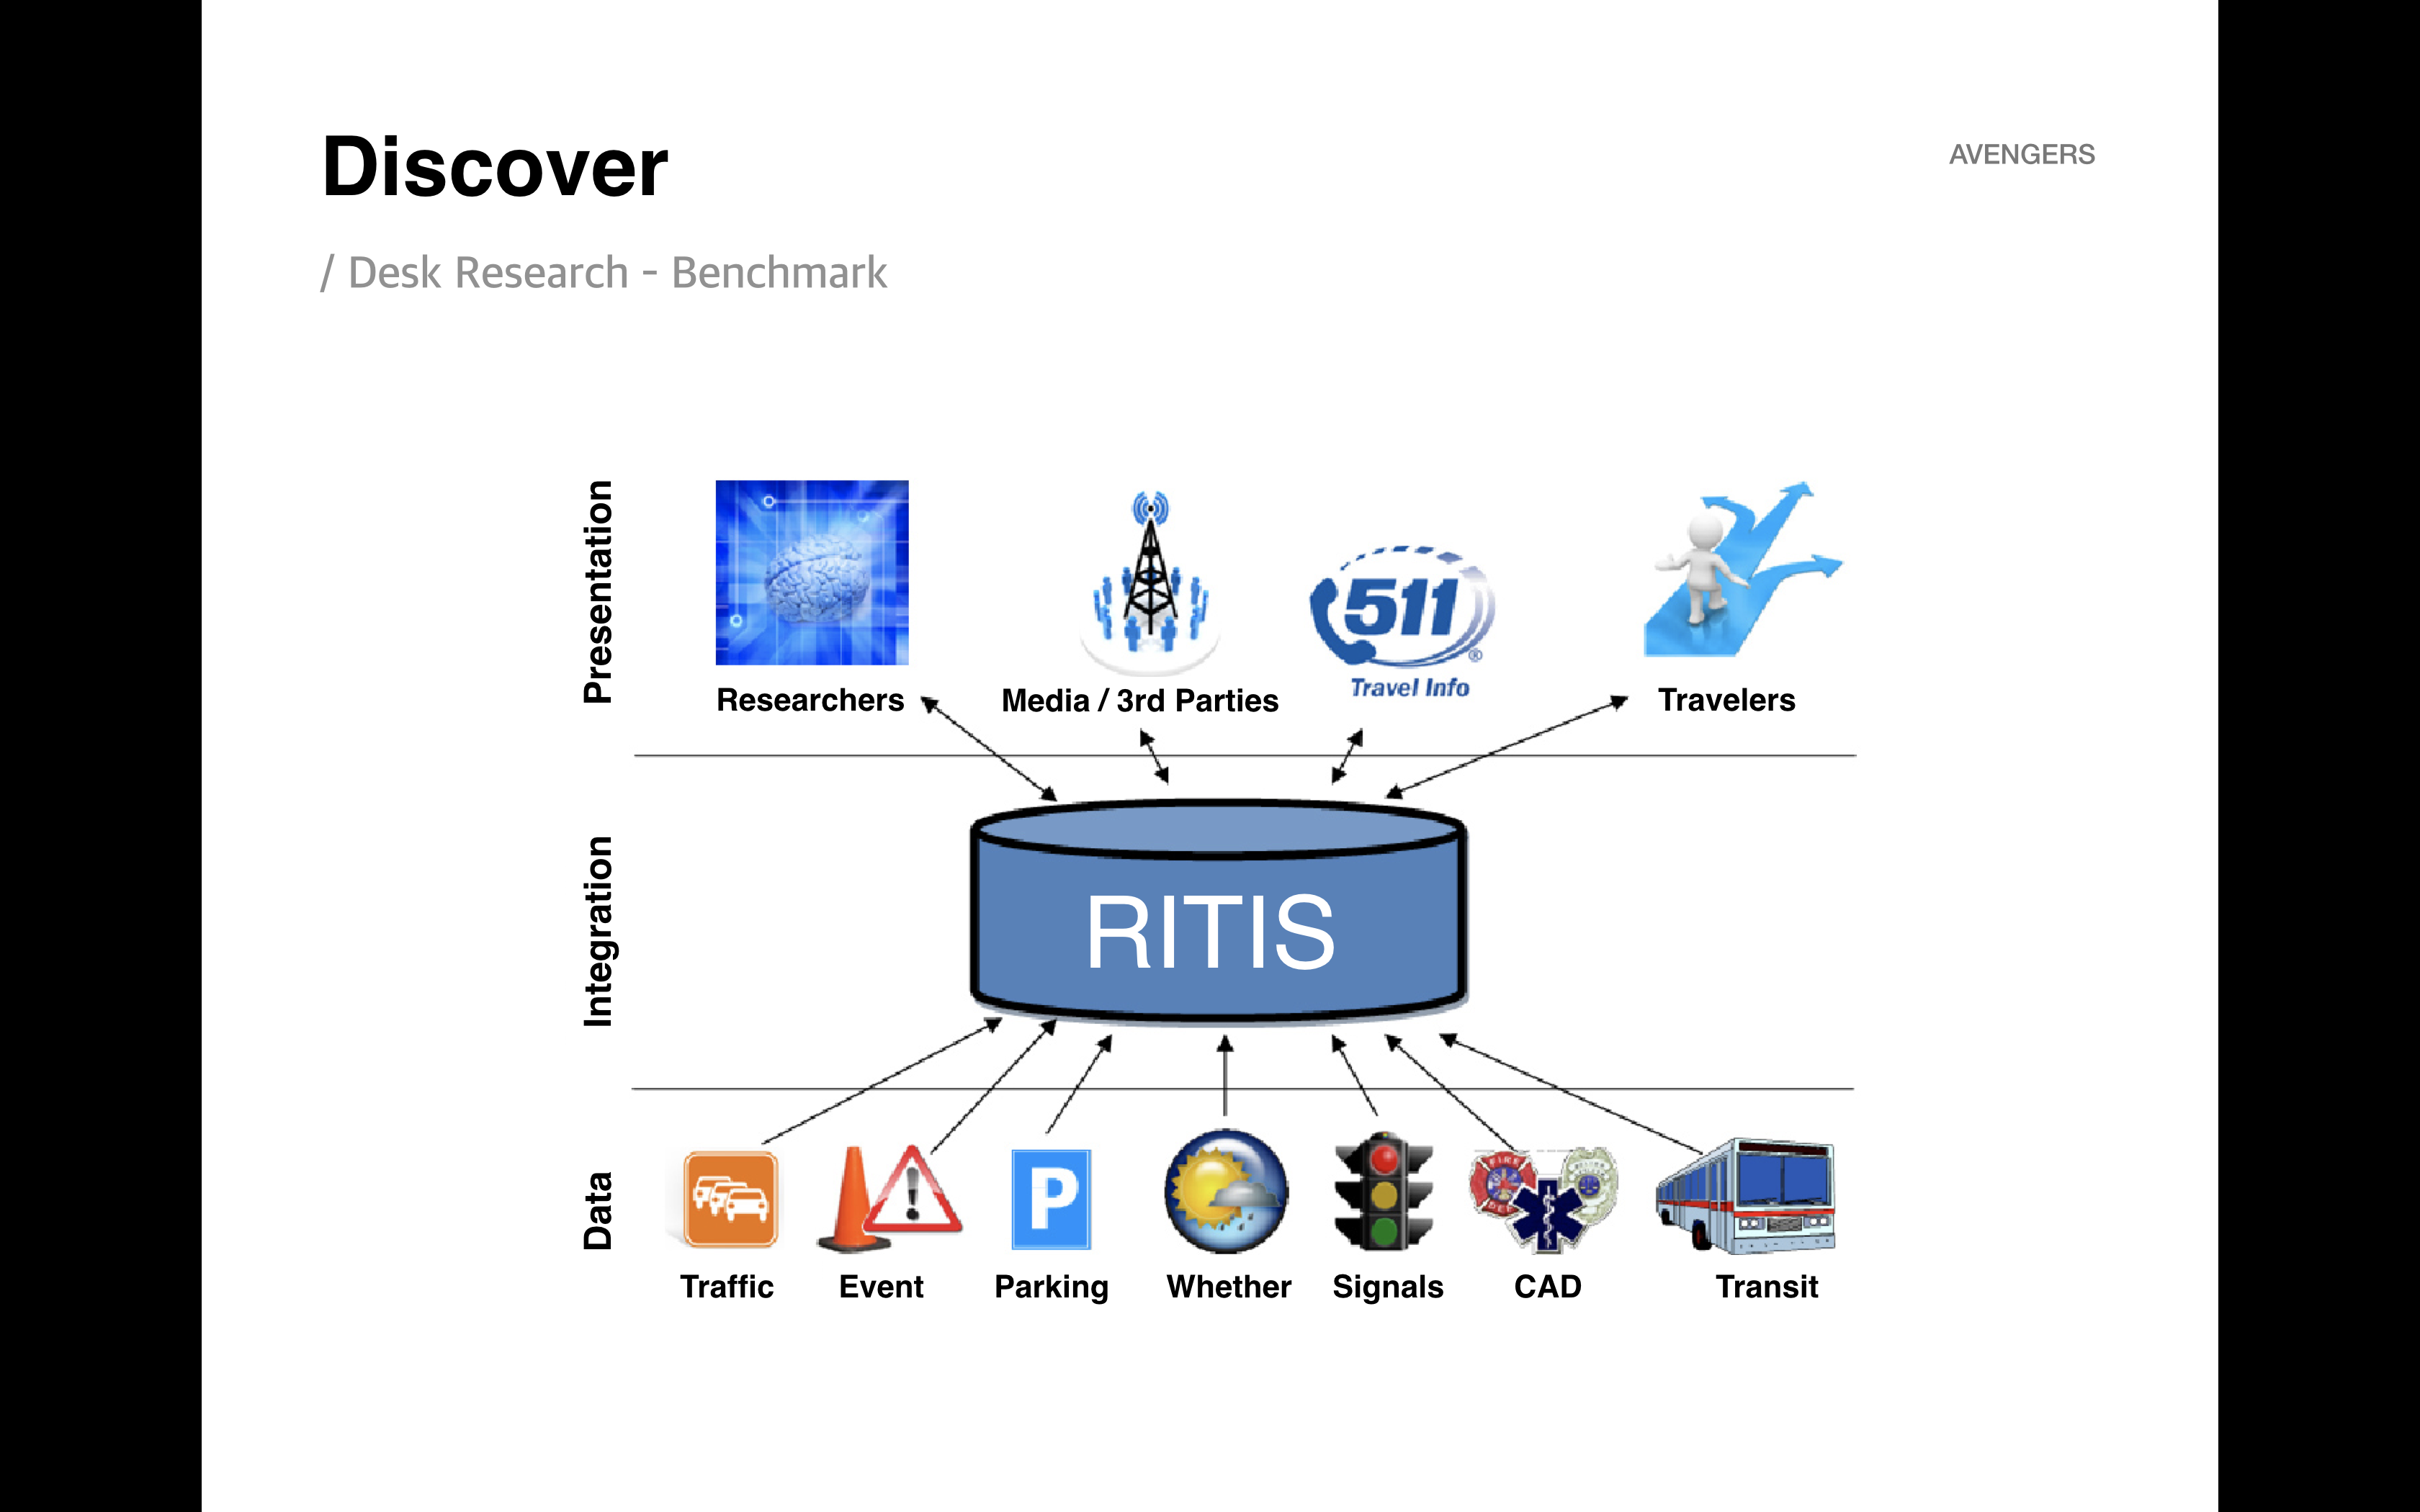 Discover
AVENGERS
/ Desk Research - Benchmark
Presentation
511
®
Travel Info
Researchers
Media / 3rd Parties
Travelers
Integration
RITIS
Data
P
FIRE
Traffic
Event
Parking
Whether
Signals
CAD
Transit